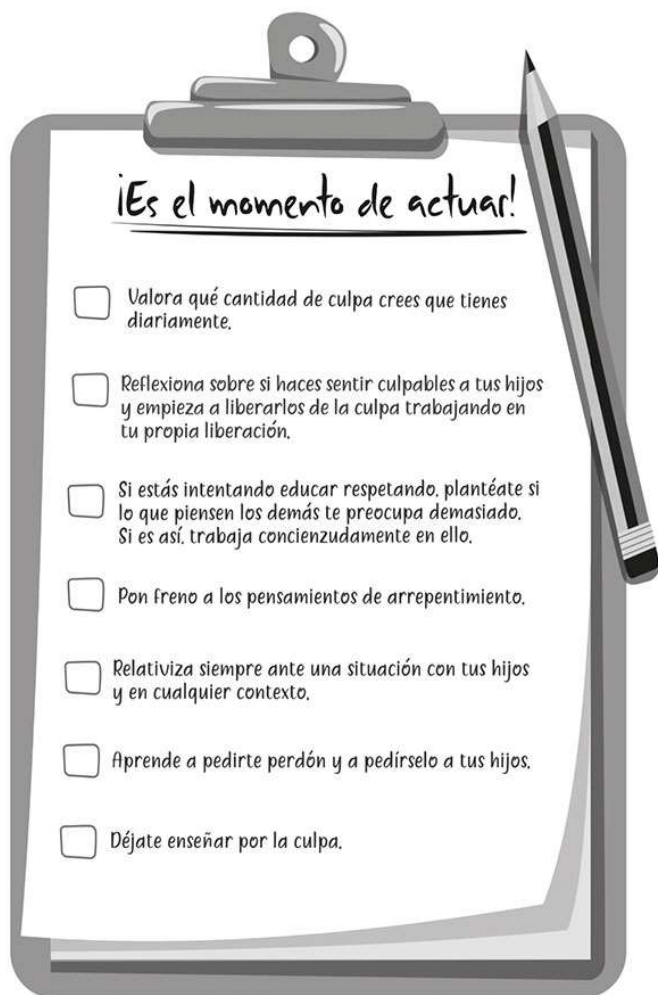 ¡Es el momento de actuar!
Valora qué cantidad de culpa crees que tienes
diariamente.
Reflexiona sobre si haces sentir culpables a tus hijos
y empieza a liberarlos de la culpa trabajando en
tu propia liberación.
Si estás intentando educar respetando, plantéate si
lo que piensen los demás te preocupa demasiado.
Si es así, trabaja concienzudamente en ello.
Pon freno a los pensamientos de arrepentimiento.
Relativiza siempre ante una situación con tus hijos
y en cualquier contexto.
Aprende a pedirte perdón y a pedírselo a tus hijos.
Déjate enseñar por la culpa.